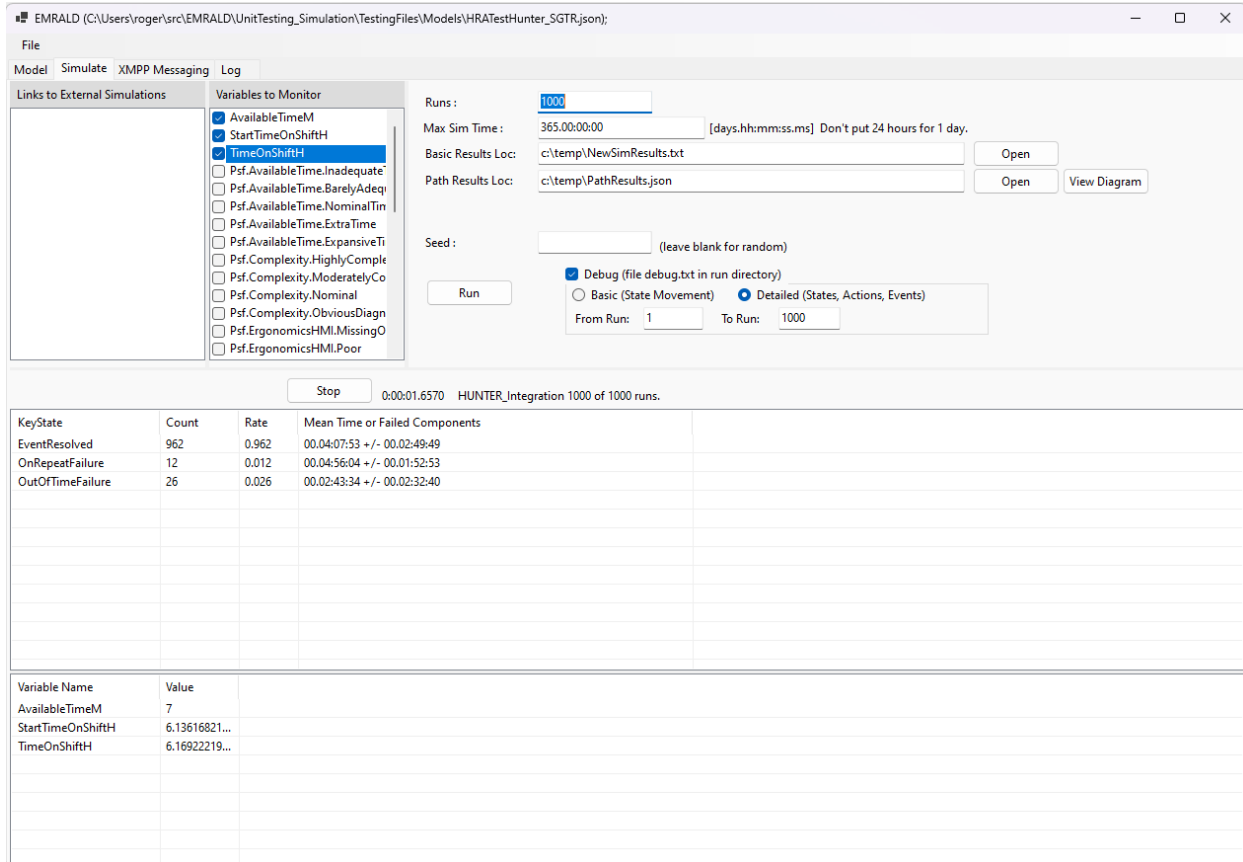 EMRALD (C:\Users\roger\src\EMRALD\UnitTesting_Simulation\TestingFiles\Models\HRATestHunter_SGTR.json);
File
Model Simulate XMPP Messaging Log
Links to External Simulations
Variables to Monitor
AvailableTimeM
StartTimeOnShiftH
TimeOnShiftH
Psf.AvailableTime.Inadequate
Psf.AvailableTime.BarelyAdeq
Psf.AvailableTime.NominalTim
Psf.AvailableTime.ExtraTime
Psf.AvailableTime.ExpansiveTi
Psf.Complexity.HighlyComple
Psf.Complexity.ModeratelyCo
Psf.Complexity.Nominal
Psf.Complexity.ObviousDiagn
Psf.ErgonomicsHMI.MissingO
Psf.ErgonomicsHMI.Poor
Runs : 1000
Max Sim Time : 365.00:00:00 [days.hh:mm:ss.ms] Don't put 24 hours for 1 day.
Basic Results Loc: c:\temp\NewSimResults.txt Open
Path Results Loc: c:\temp\PathResults.json Open View Diagram
Seed : (leave blank for random)
Debug (file debug.txt in run directory)
Run
Basic (State Movement) Detailed (States, Actions, Events)
From Run: 1 To Run: 1000
Stop 0:00:01.6570 HUNTER_Integration 1000 of 1000 runs.
KeyState Count Rate Mean Time or Failed Components
EventResolved 962 0.962 00.04:07:53 +/- 00.02:49:49
OnRepeatFailure 12 0.012 00.04:56:04 +/- 00.01:52:53
OutOfTimeFailure 26 0.026 00.02:43:34 +/- 00.02:32:40
Variable Name Value
AvailableTimeM 7
StartTimeOnShiftH 6.13616821...
TimeOnShiftH 6.16922219...